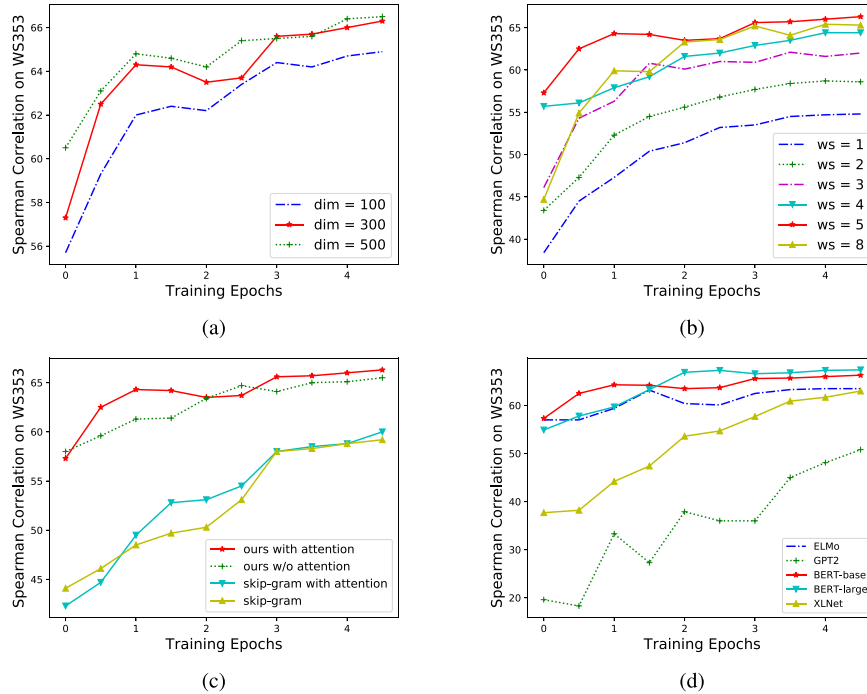 66
64
62
60
58
56
0
1
2
3
4
Spearman Correlation on WS353
Training Epochs
dim = 100
dim = 300
dim = 500
(a)
65
60
55
50
45
40
0
1
2
3
4
Spearman Correlation on WS353
Training Epochs
ws = 1
ws = 2
ws = 3
ws = 4
ws = 5
ws = 8
(b)
65
60
55
50
45
0
1
2
3
4
Spearman Correlation on WS353
Training Epochs
ours with attention
ours w/o attention
skip-gram with attention
skip-gram
(c)
60
50
40
30
20
0
1
2
3
4
Spearman Correlation on WS353
Training Epochs
ELMo
GPT2
BERT-base
BERT-large
XLNet
(d)